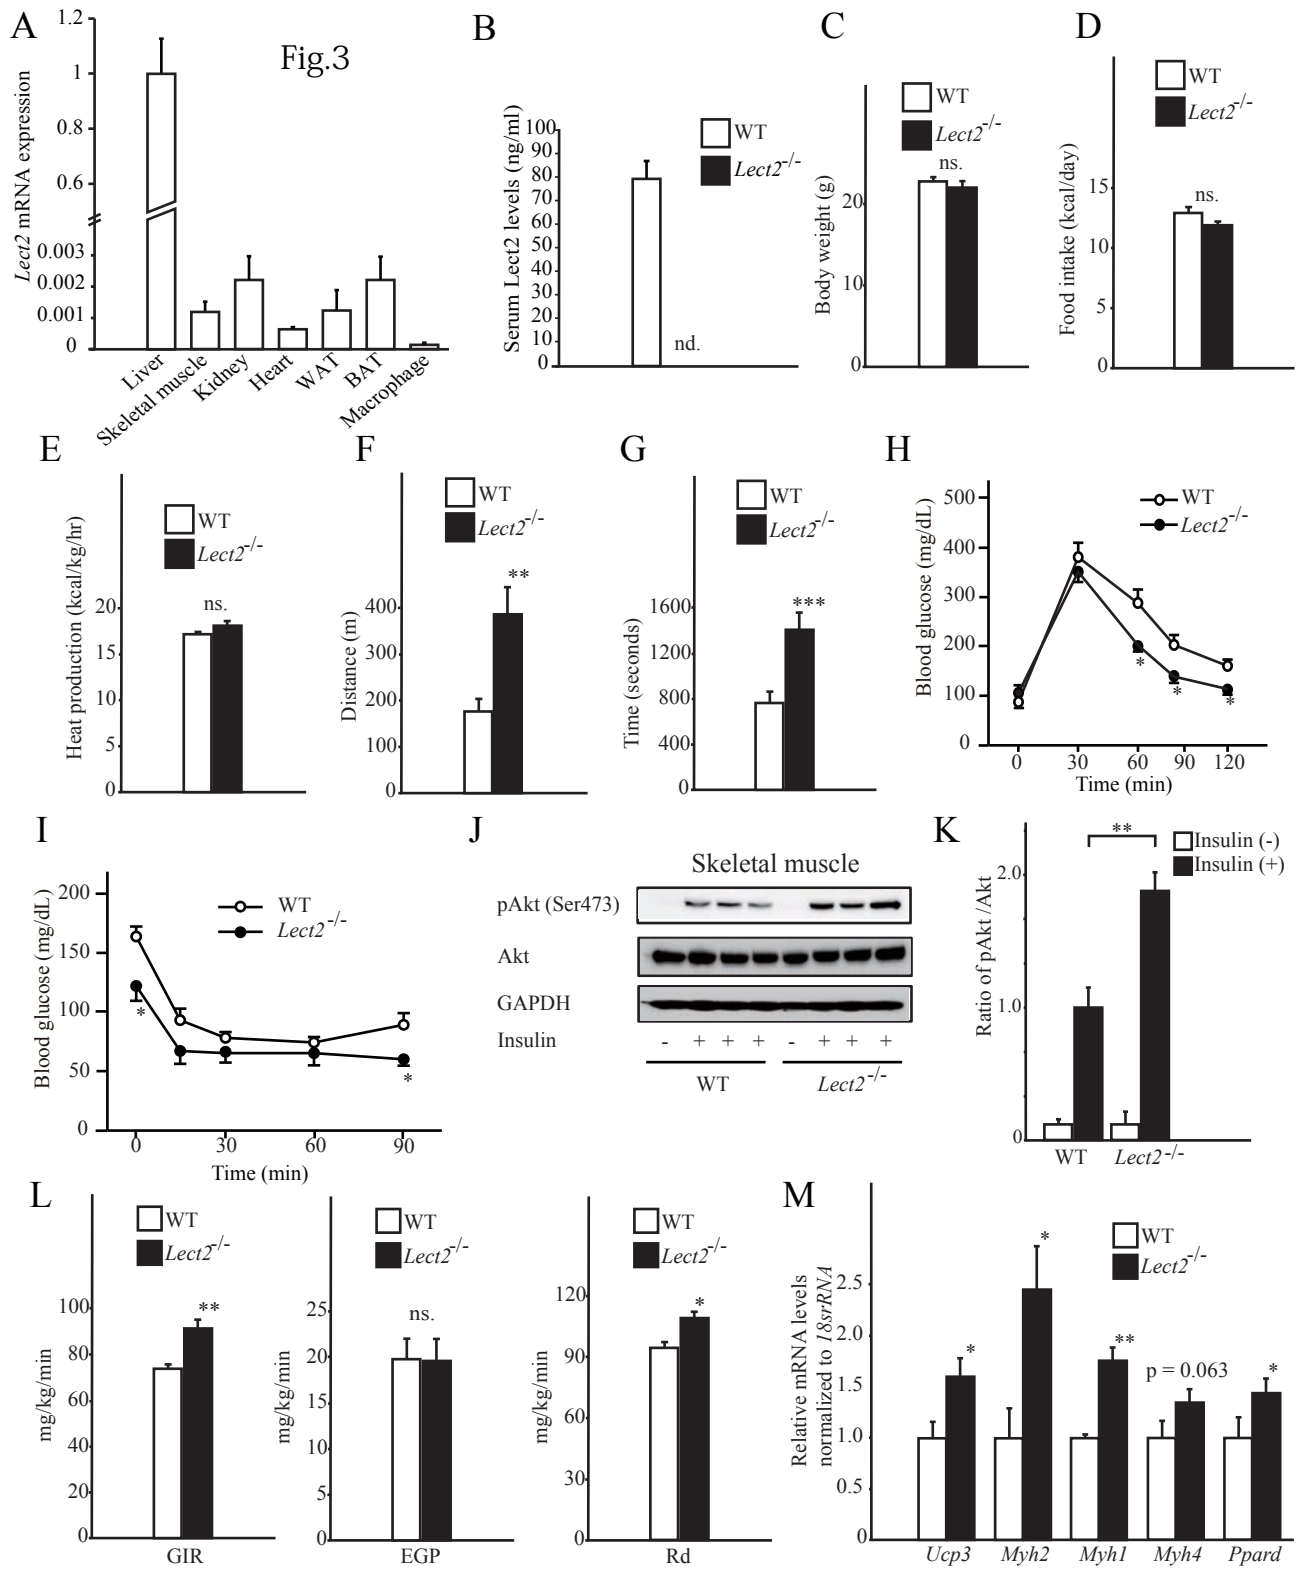 A
Fig.3
Lect2 mRNA expression
1.2
1
0.8
0.6
0.003
0.002
0.001
0
Liver
Skeletal muscle
Kidney
Heart
WAT
BAT
Macrophage
B
Serum Lect2 levels (ng/ml)
100
90
80
70
60
50
40
30
20
10
0
WT
Lect2-/-
nd.
C
Body weight (g)
WT
Lect2-/-
ns.
20
10
0
D
Food intake (kcal/day)
WT
Lect2-/-
ns.
15
10
5
0
E
Heat production (kcal/kg/hr)
WT
Lect2-/-
ns.
20
15
10
5
0
F
Distance (m)
WT
Lect2-/-
**
400
300
200
100
0
G
Time (seconds)
WT
Lect2-/-
***
1600
1200
800
400
0
H
Blood glucose (mg/dL)
500
400
300
200
100
0
WT
Lect2-/-
*
*
*
0 30 60 90 120
Time (min)
I
Blood glucose (mg/dL)
200
150
100
50
0
WT
Lect2-/-
*
*
0 30 60 90
Time (min)
J
Skeletal muscle
pAkt (Ser473)
Akt
GAPDH
Insulin - + + + - + + +
WT Lect2-/-
K
Ratio of pAkt /Akt
**
Insulin (-)
Insulin (+)
2.0
1.0
0
WT Lect2-/-
L
mg/kg/min
WT
Lect2-/-
**
100
80
60
40
20
0
GIR
mg/kg/min
WT
Lect2-/-
ns.
25
20
15
10
5
0
EGP
mg/kg/min
WT
Lect2-/-
*
120
90
60
30
0
Rd
M
Relative mRNA levels
normalized to 18srRNA
WT
Lect2-/-
2.5
2.0
1.5
1.0
0.5
0
*
*
**
p = 0.063
*
Ucp3 Myh2 Myh1 Myh4 Ppard